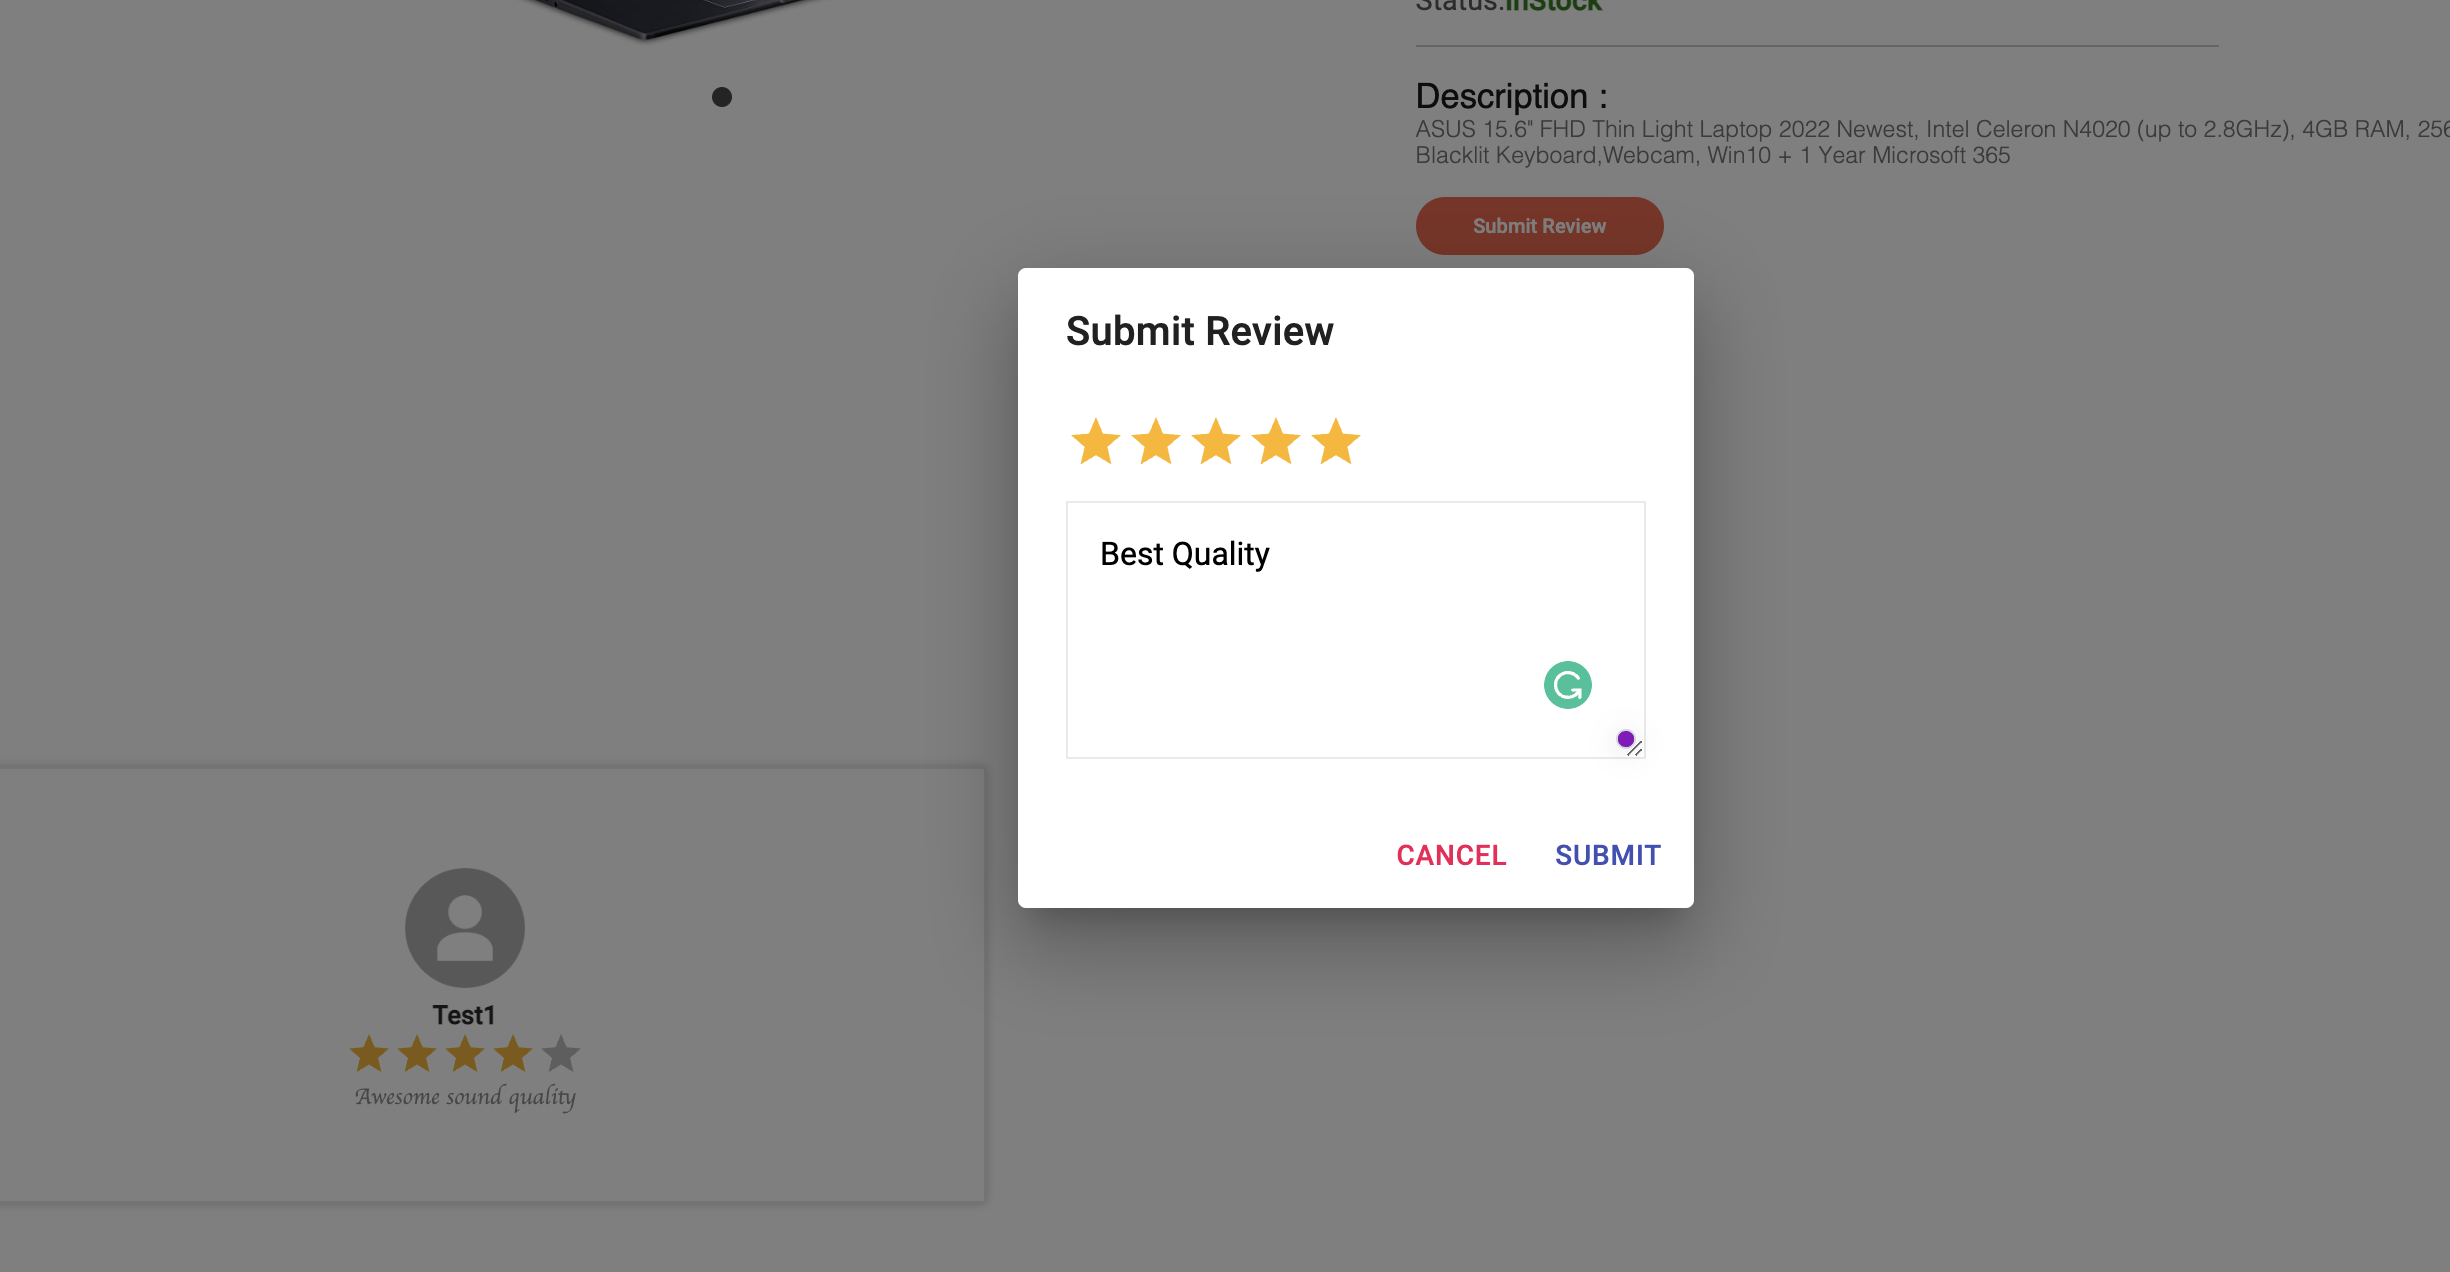 Status:InStock
Description :
ASUS 15.6" FHD Thin Light Laptop 2022 Newest, Intel Celeron N4020 (up to 2.8GHz), 4GB RAM, 256
Blacklit Keyboard,Webcam, Win10 + 1 Year Microsoft 365
Submit Review
Submit Review
Best Quality
CANCEL SUBMIT
Test1
Awesome sound quality